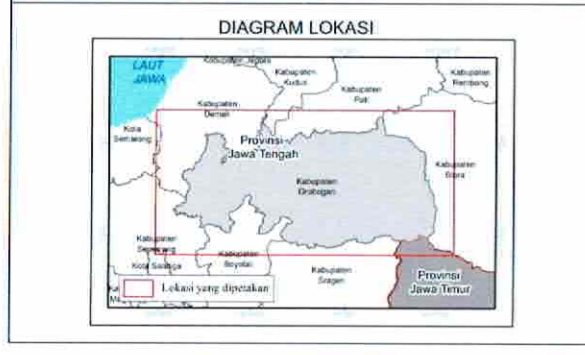 DIAGRAM LOKASI
LAUT
JAWA
Kabupaten Jepara
Kabupaten
Kudus
Kabupaten
Pati
Kabupaten
Rembang
Kabupaten
Demak
Kota
Semarang
Provinsi
Jawa Tengah
Kabupaten
Blora
Kabupaten
Grobogan
Kabupaten
Semarang
Kabupaten
Boyolali
Kota Salatiga
Kabupaten
Sragen
Provinsi
Jawa Timur
Lokasi yang dipetakan